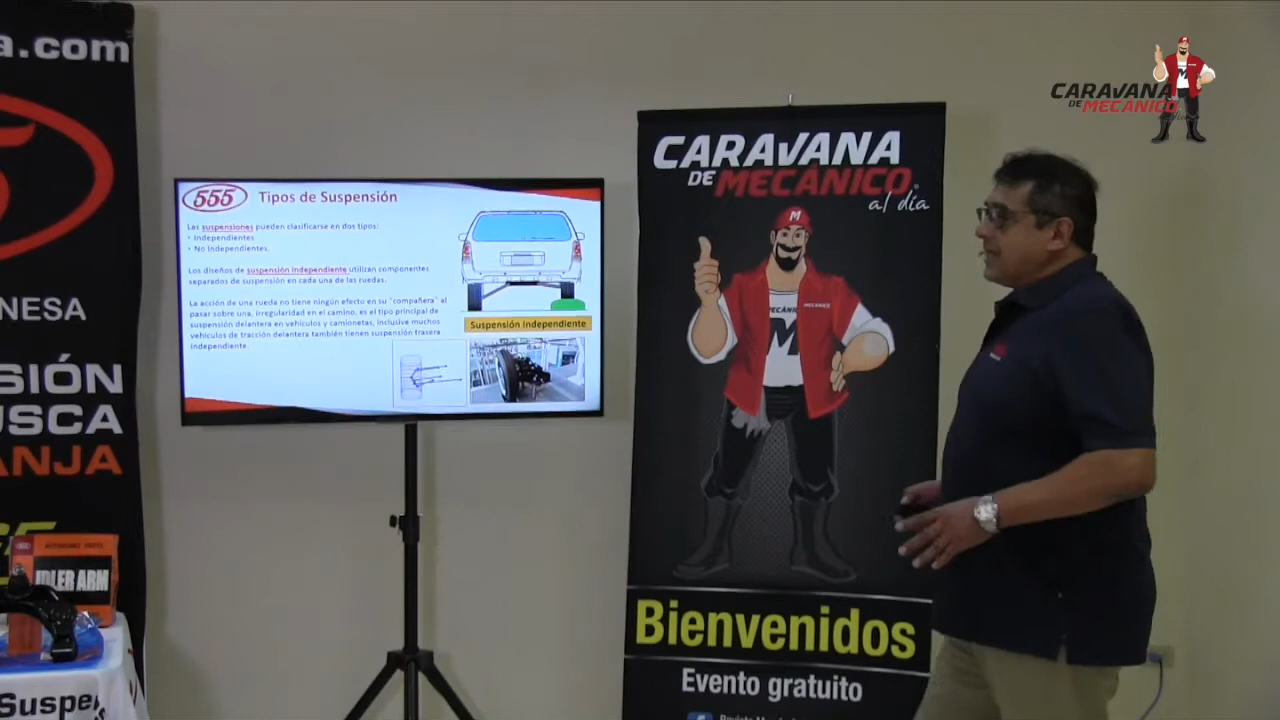 a.com
5
NESA
SIÓN
USCA
ANJA
IDLER ARM
Suspen
555
Tipos de Suspensión
Las suspensiones pueden clasificarse en dos tipos:
• Independientes
• No Independientes.
Los diseños de suspensión independiente utilizan componentes
separados de suspensión en cada una de las ruedas.
La acción de una rueda no tiene ningún efecto en su "compañera" al
pasar sobre una, irregularidad en el camino, es el tipo principal de
suspensión delantera en vehículos y camionetas, inclusive muchos
vehículos de tracción delantera también tienen suspensión trasera
independiente.
Suspensión Independiente
CARAVANA
DE MECÁNICO
al día
M
MECÁNICO
M
Bienvenidos
Evento gratuito
CARAVANA
DE MECÁNICO
M